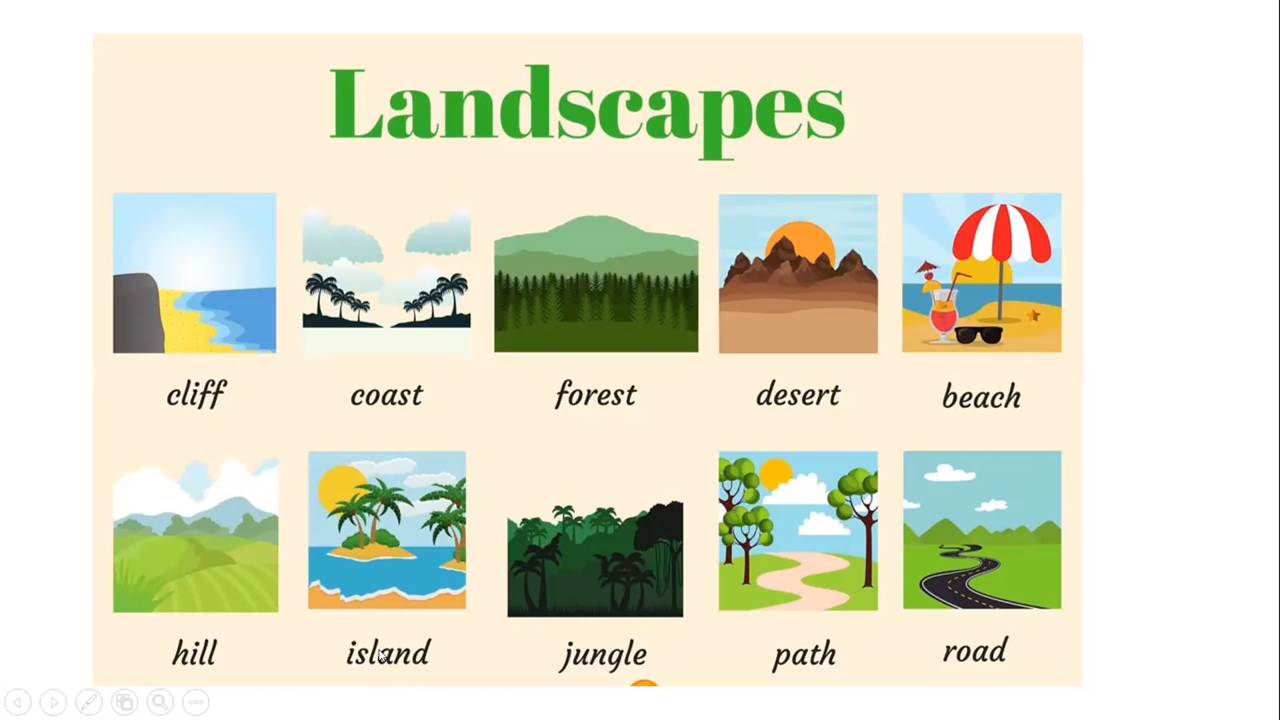 Landscapes
cliff coast forest desert beach
hill island jungle path road